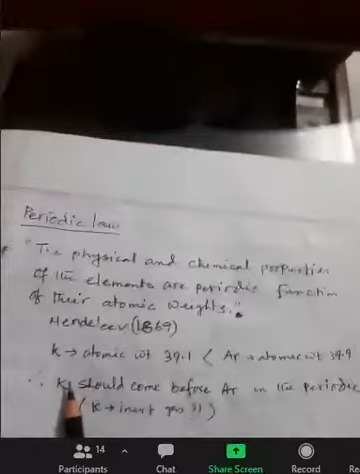 Periodic law
"The physical and chemical properties
of the elements are periodic function
of their atomic weights."
Mendeleev (1869)
K → atomic wt 39.1 < Ar → atomic wt 39.9
∴ K should come before Ar in the periodic
( K → inert gas !! )
14
Participants
Chat
Share Screen
Record
Re